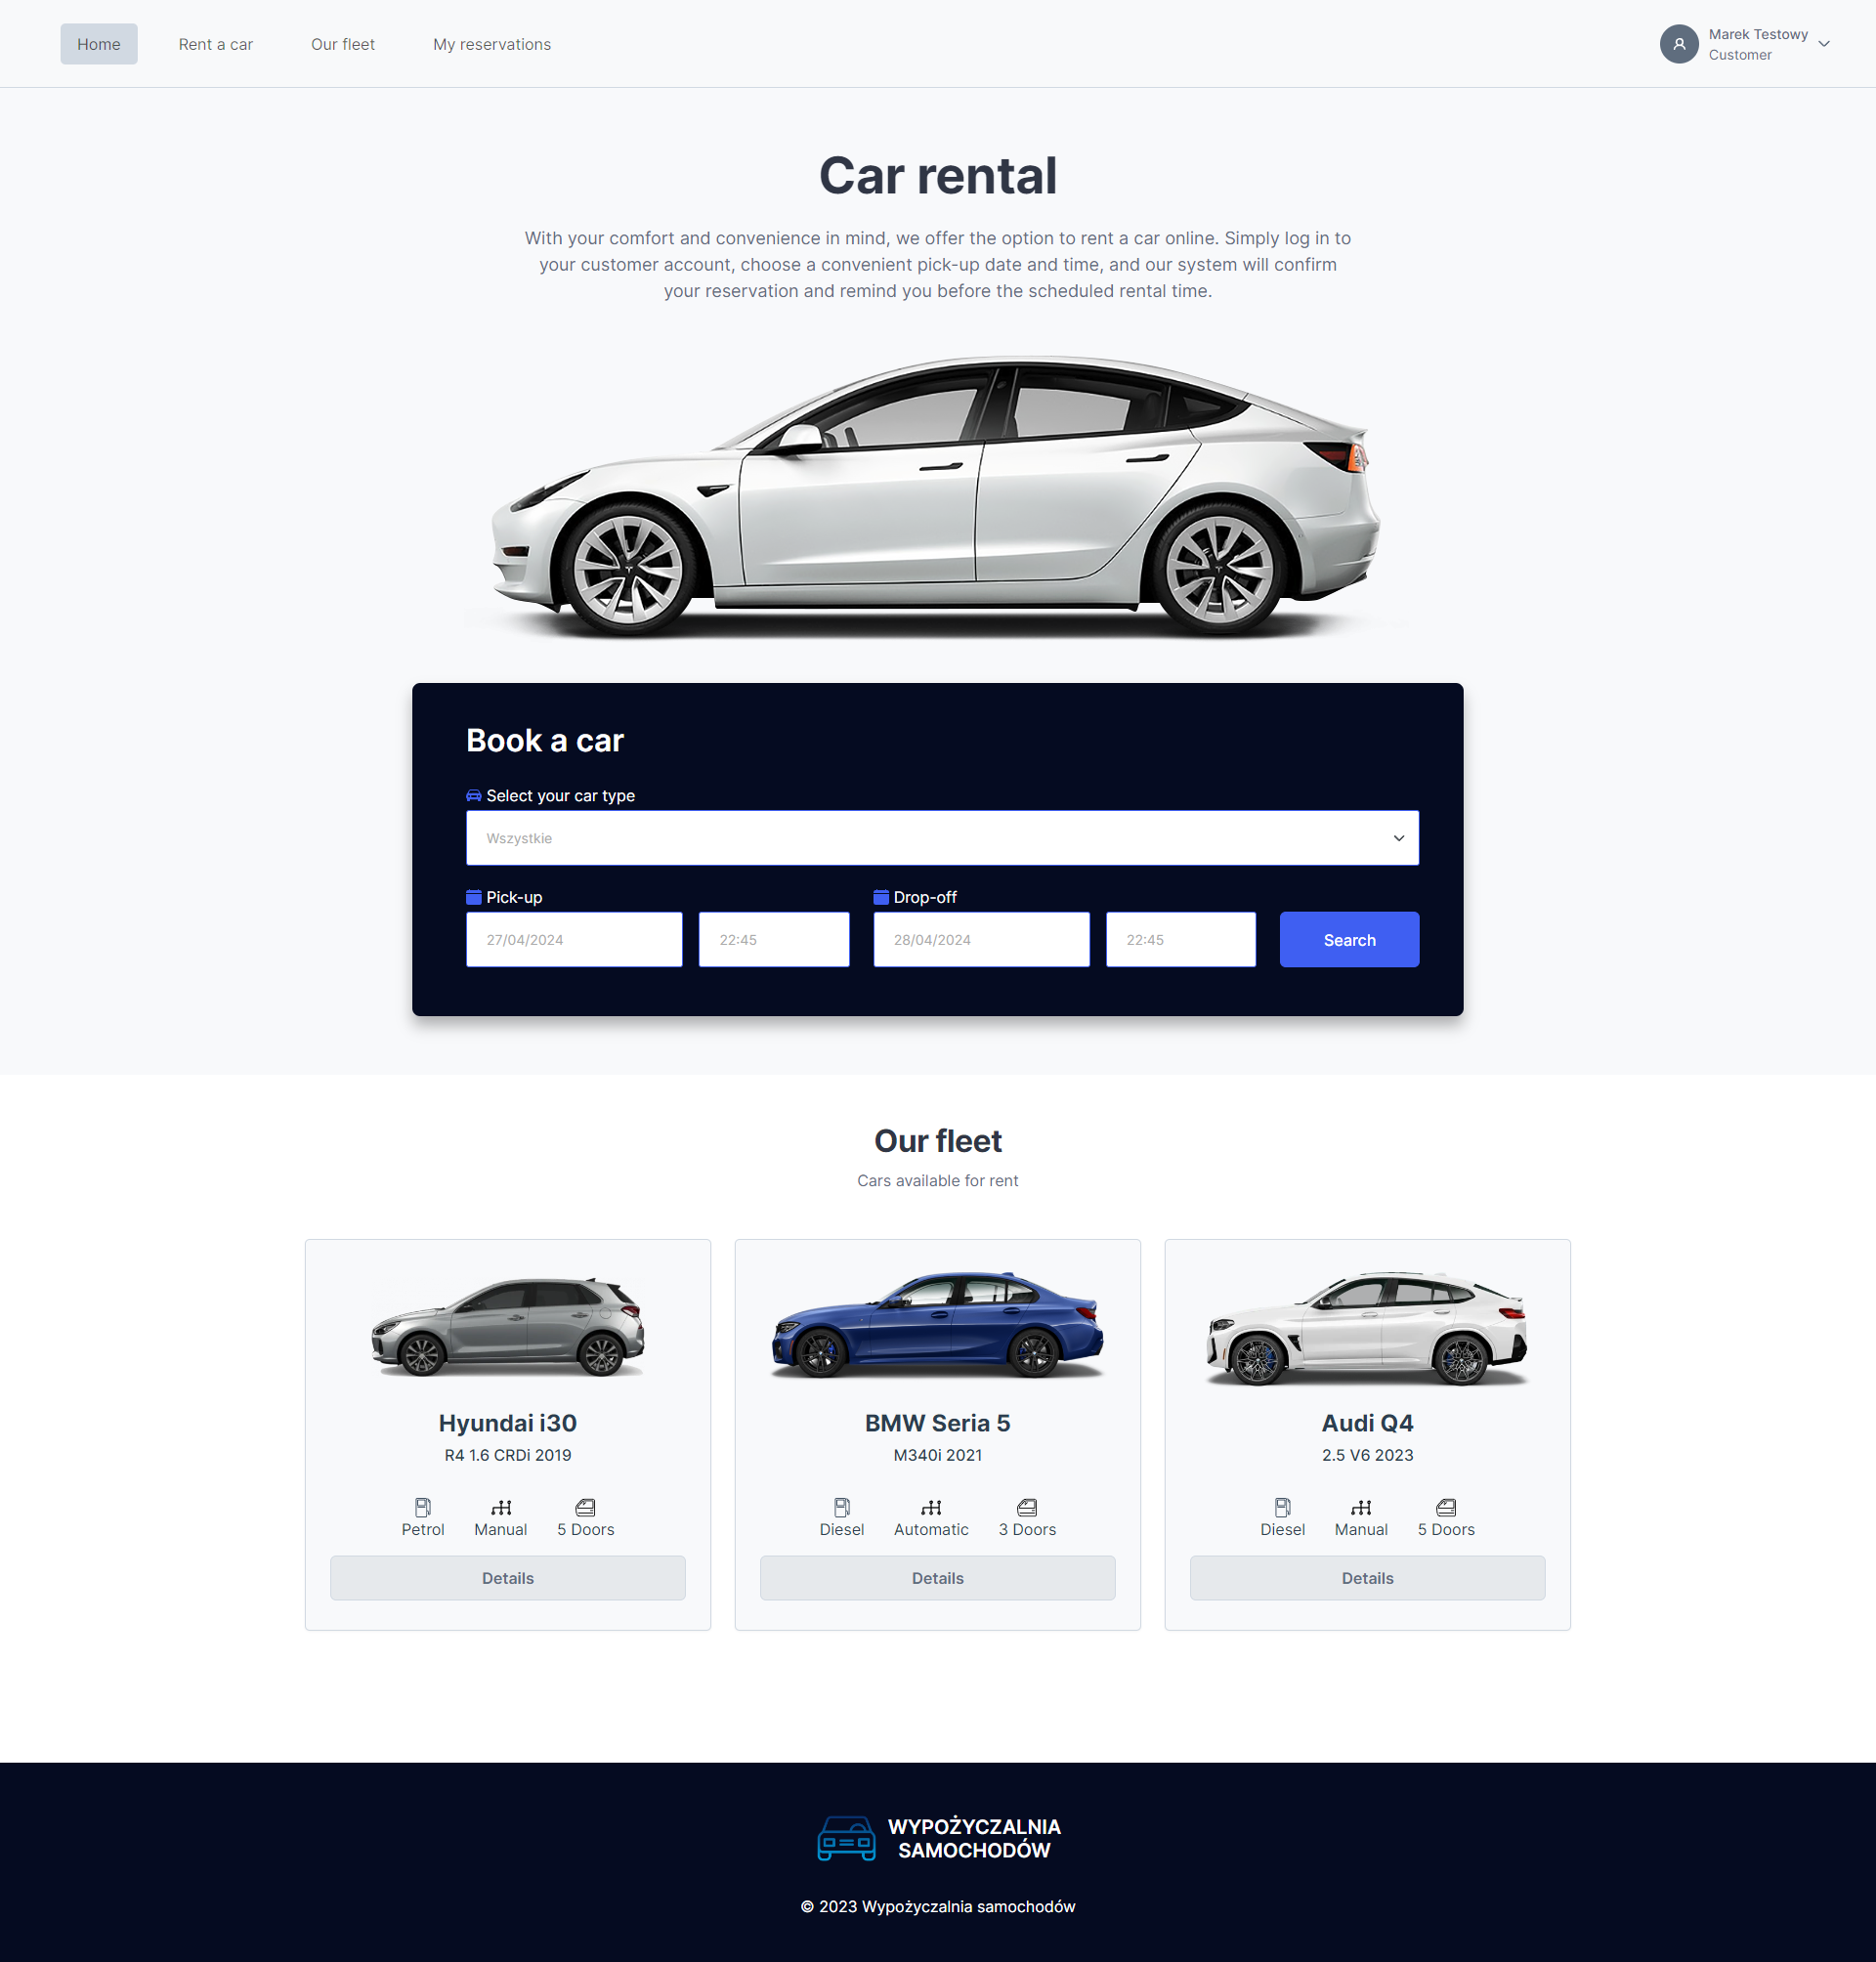 Home
Rent a car
Our fleet
My reservations
Marek Testowy
Customer
Car rental
With your comfort and convenience in mind, we offer the option to rent a car online. Simply log in to
your customer account, choose a convenient pick-up date and time, and our system will confirm
your reservation and remind you before the scheduled rental time.
Book a car
Select your car type
Wszystkie
Pick-up
Drop-off
27/04/2024
22:45
28/04/2024
22:45
Search
Our fleet
Cars available for rent
Hyundai i30
R4 1.6 CRDi 2019
Petrol
Manual
5 Doors
Details
BMW Seria 5
M340i 2021
Diesel
Automatic
3 Doors
Details
Audi Q4
2.5 V6 2023
Diesel
Manual
5 Doors
Details
WYPOŻYCZALNIA
SAMOCHODÓW
© 2023 Wypożyczalnia samochodów